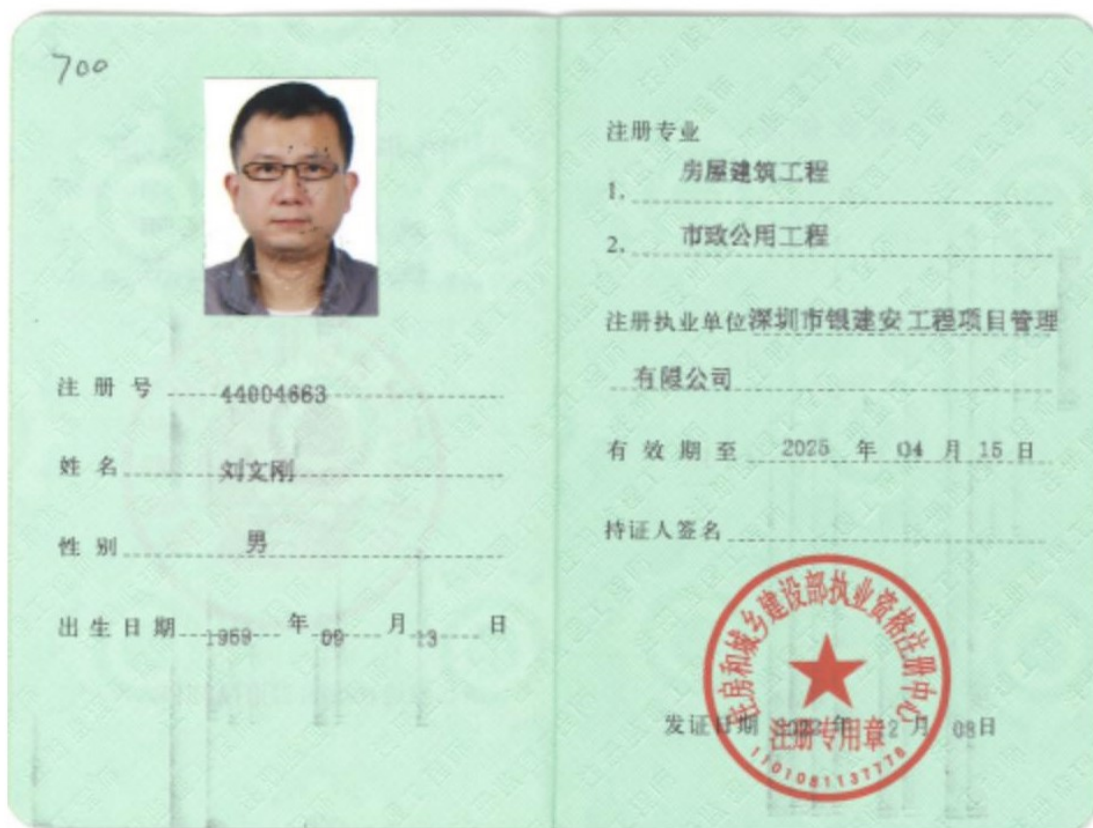 700
注册号 44004663
姓名 刘文刚
性别 男
出生日期 1969 年 09 月 13 日
注册专业
1. 房屋建筑工程
2. 市政公用工程
注册执业单位 深圳市银建安工程项目管理
有限公司
有效期至 2025 年 04 月 15 日
持证人签名
住房和城乡建设部执业资格注册中心
发证日期 年 月 08日
注册专用章
1101081137778